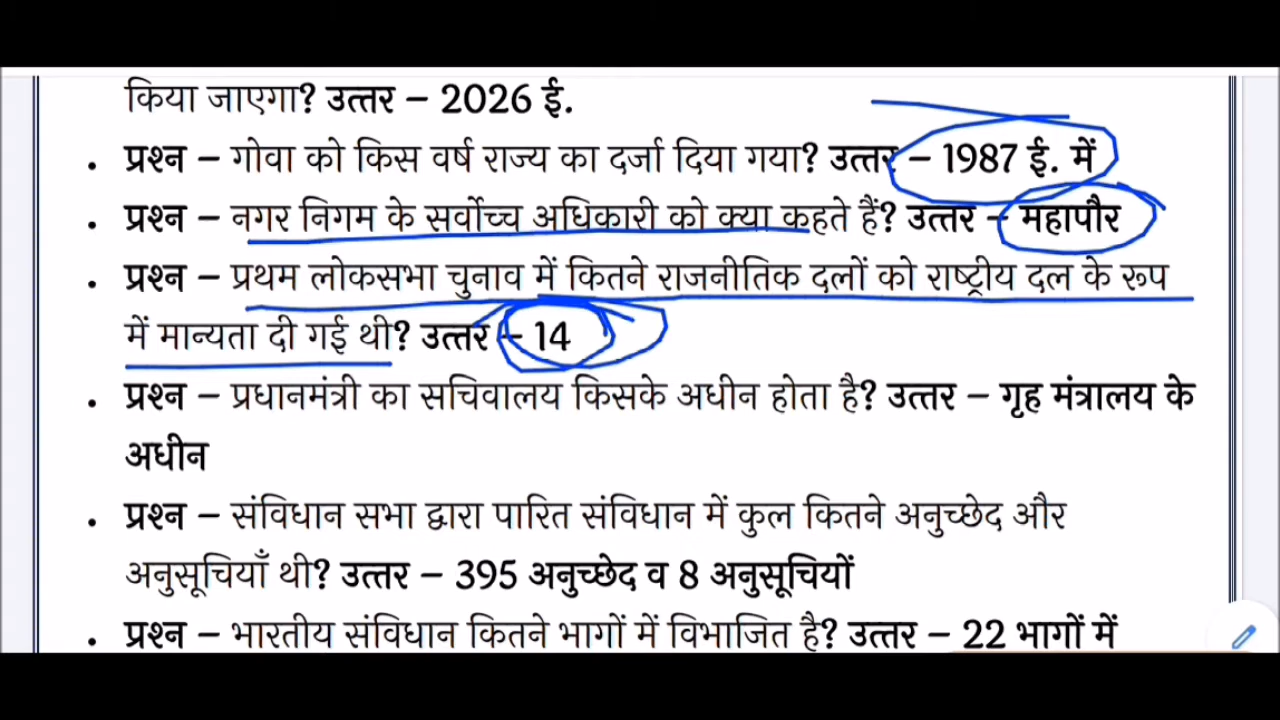 किया जाएगा? उत्तर – 2026 ई.
• प्रश्न – गोवा को किस वर्ष राज्य का दर्जा दिया गया? उत्तर – 1987 ई. में
• प्रश्न – नगर निगम के सर्वोच्च अधिकारी को क्या कहते हैं? उत्तर – महापौर
• प्रश्न – प्रथम लोकसभा चुनाव में कितने राजनीतिक दलों को राष्ट्रीय दल के रूप
में मान्यता दी गई थी? उत्तर – 14
• प्रश्न – प्रधानमंत्री का सचिवालय किसके अधीन होता है? उत्तर – गृह मंत्रालय के
अधीन
• प्रश्न – संविधान सभा द्वारा पारित संविधान में कुल कितने अनुच्छेद और
अनुसूचियाँ थी? उत्तर – 395 अनुच्छेद व 8 अनुसूचियों
• प्रश्न – भारतीय संविधान कितने भागों में विभाजित है? उत्तर – 22 भागों में